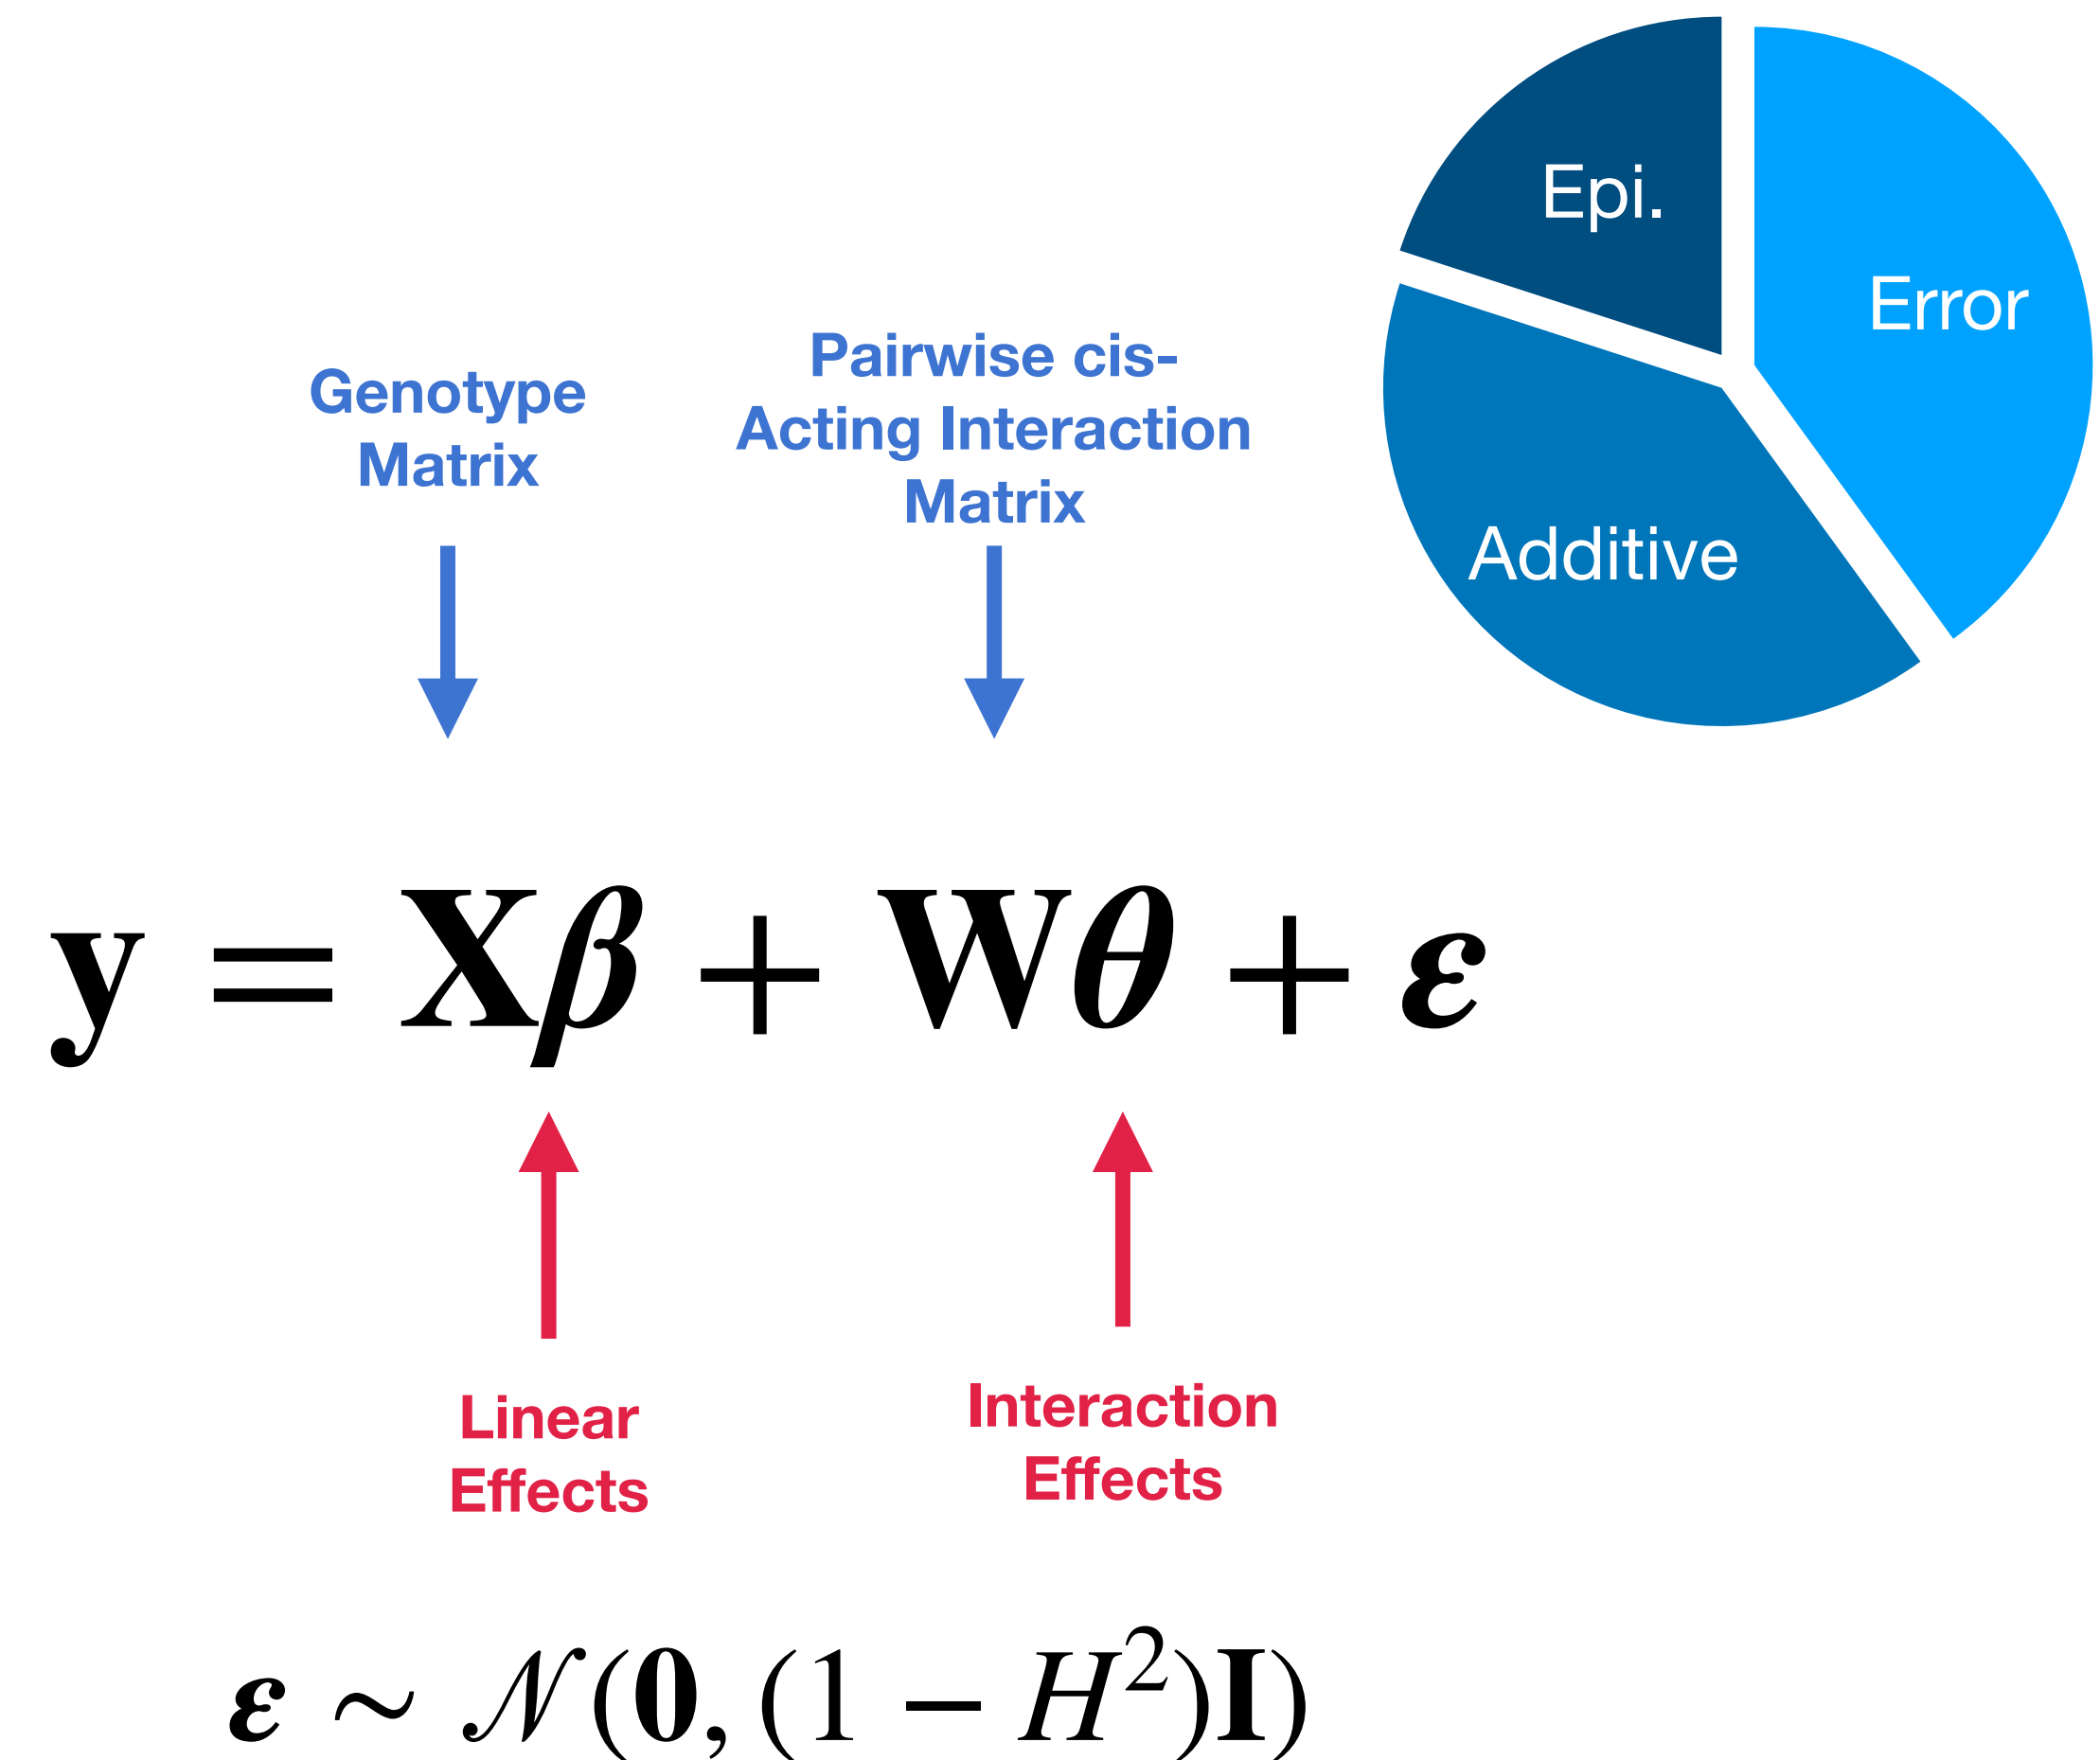 Epi.
Error
Additive
Genotype
Matrix
Pairwise cis-
Acting Interaction
Matrix
y = Xβ + Wθ + ε
Linear
Effects
Interaction
Effects
ε ~ 𝒩(0, (1 − H²)I)